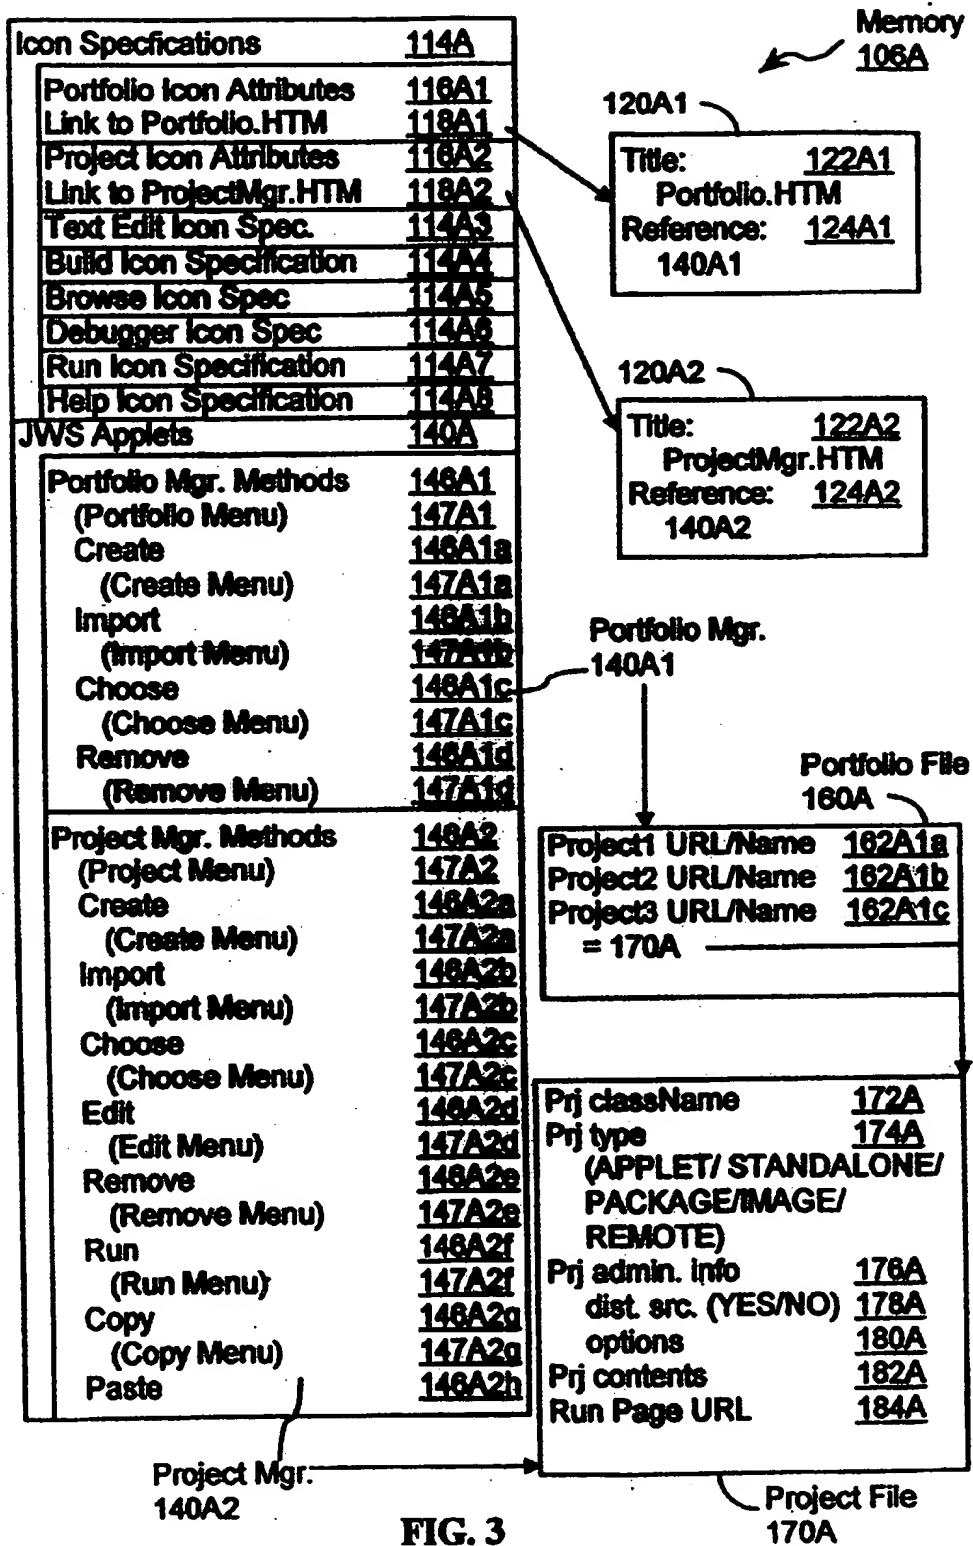 Memory
106A
Icon Specfications 114A
Portfolio Icon Attributes 116A1
Link to Portfolio.HTM 118A1
Project Icon Attributes 116A2
Link to ProjectMgr.HTM 118A2
Text Edit Icon Spec. 114A3
Build Icon Specification 114A4
Browse Icon Spec 114A5
Debugger Icon Spec 114A6
Run Icon Specification 114A7
Help Icon Specification 114A8
JWS Applets 140A
Portfolio Mgr. Methods 146A1
(Portfolio Menu) 147A1
Create 146A1a
(Create Menu) 147A1a
Import 146A1b
(Import Menu) 147A1b
Choose 146A1c
(Choose Menu) 147A1c
Remove 146A1d
(Remove Menu) 147A1d
Project Mgr. Methods 146A2
(Project Menu) 147A2
Create 146A2a
(Create Menu) 147A2a
Import 146A2b
(Import Menu) 147A2b
Choose 146A2c
(Choose Menu) 147A2c
Edit 146A2d
(Edit Menu) 147A2d
Remove 146A2e
(Remove Menu) 147A2e
Run 146A2f
(Run Menu) 147A2f
Copy 146A2g
(Copy Menu) 147A2g
Paste 146A2h
120A1
Title: 122A1
Portfolio.HTM
Reference: 124A1
140A1
120A2
Title: 122A2
ProjectMgr.HTM
Reference: 124A2
140A2
Portfolio Mgr.
140A1
Portfolio File
160A
Project1 URL/Name 162A1a
Project2 URL/Name 162A1b
Project3 URL/Name 162A1c
= 170A
Prj className 172A
Prj type 174A
(APPLET/ STANDALONE/
PACKAGE/IMAGE/
REMOTE)
Prj admin. info 176A
dist. src. (YES/NO) 178A
options 180A
Prj contents 182A
Run Page URL 184A
Project Mgr.
140A2
Project File
170A
FIG. 3